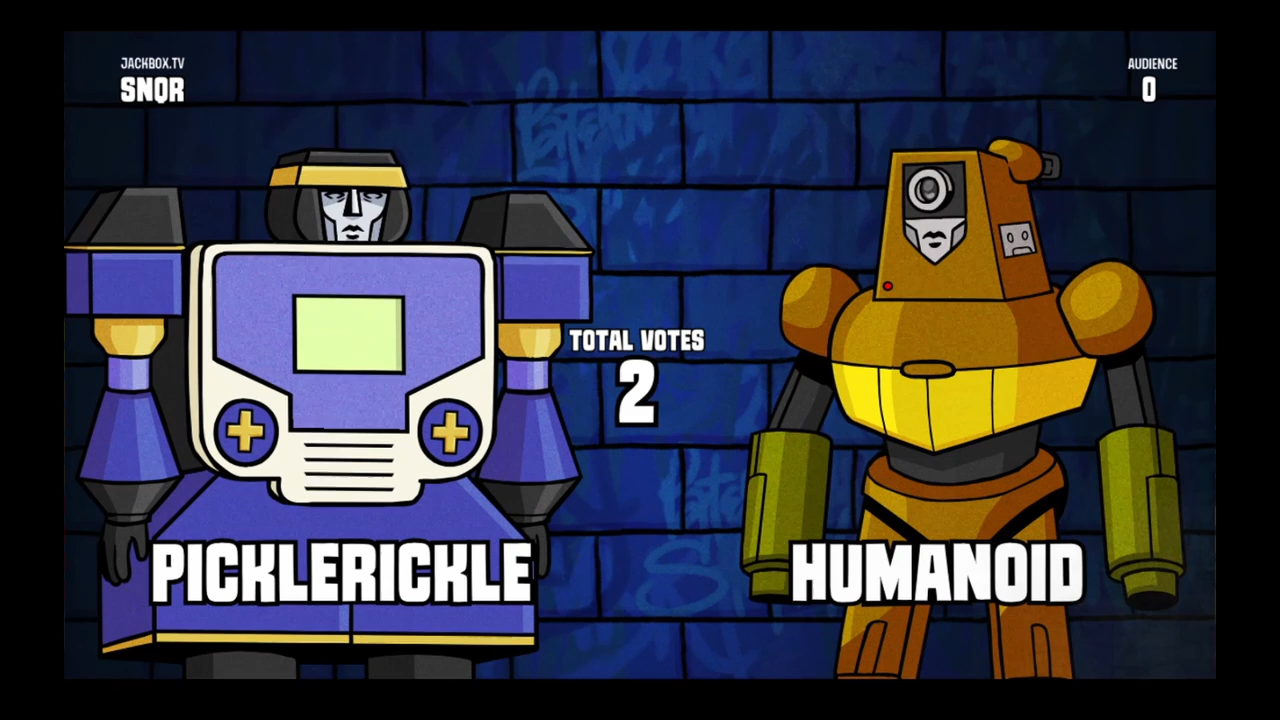 JACKBOX.TV
SNQR
AUDIENCE
0
TOTAL VOTES
2
PICKLERICKLE
HUMANOID